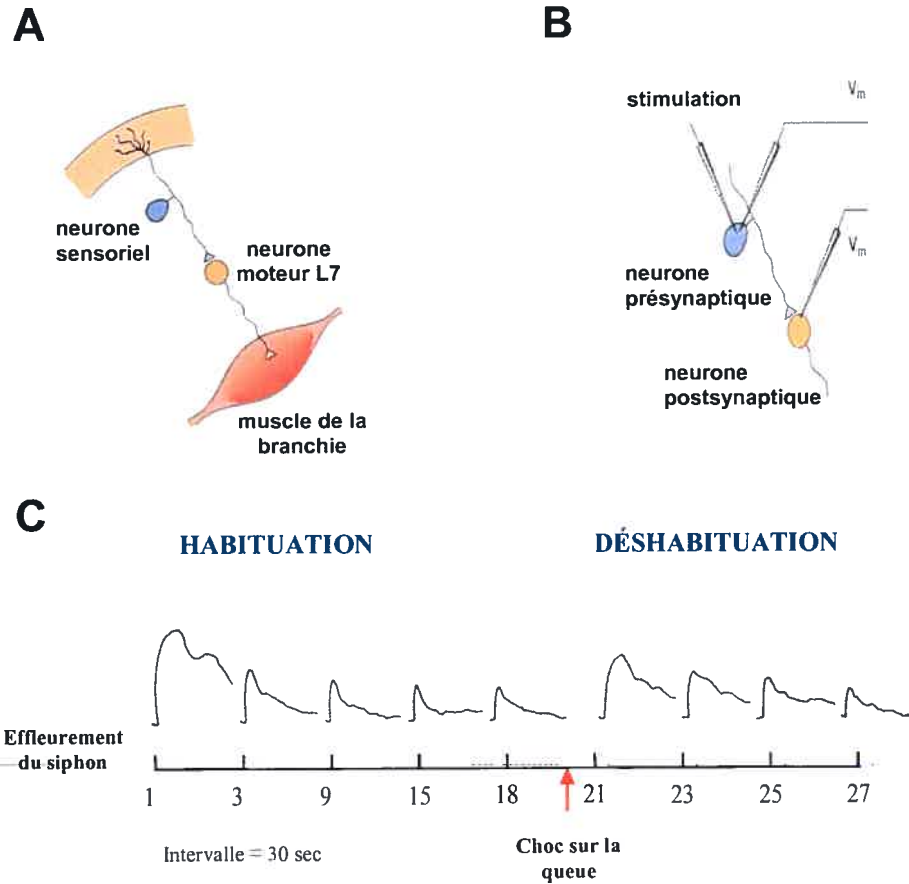 A
B
neurone
sensoriel
neurone
moteur L7
muscle de la
branchie
stimulation
Vm
Vm
neurone
présynaptique
neurone
postsynaptique
C
HABITUATION
DÉSHABITUATION
Effleurement
du siphon
1 3 9 15 18 21 23 25 27
Intervalle = 30 sec
Choc sur la
queue